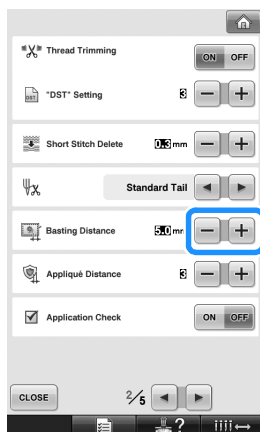 Thread Trimming ON OFF
DST "DST" Setting 3 − +
Short Stitch Delete 0.3 mm − +
Standard Tail
Basting Distance 5.0 mm − +
Appliqué Distance 3 − +
Application Check ON OFF
CLOSE 2/5
?